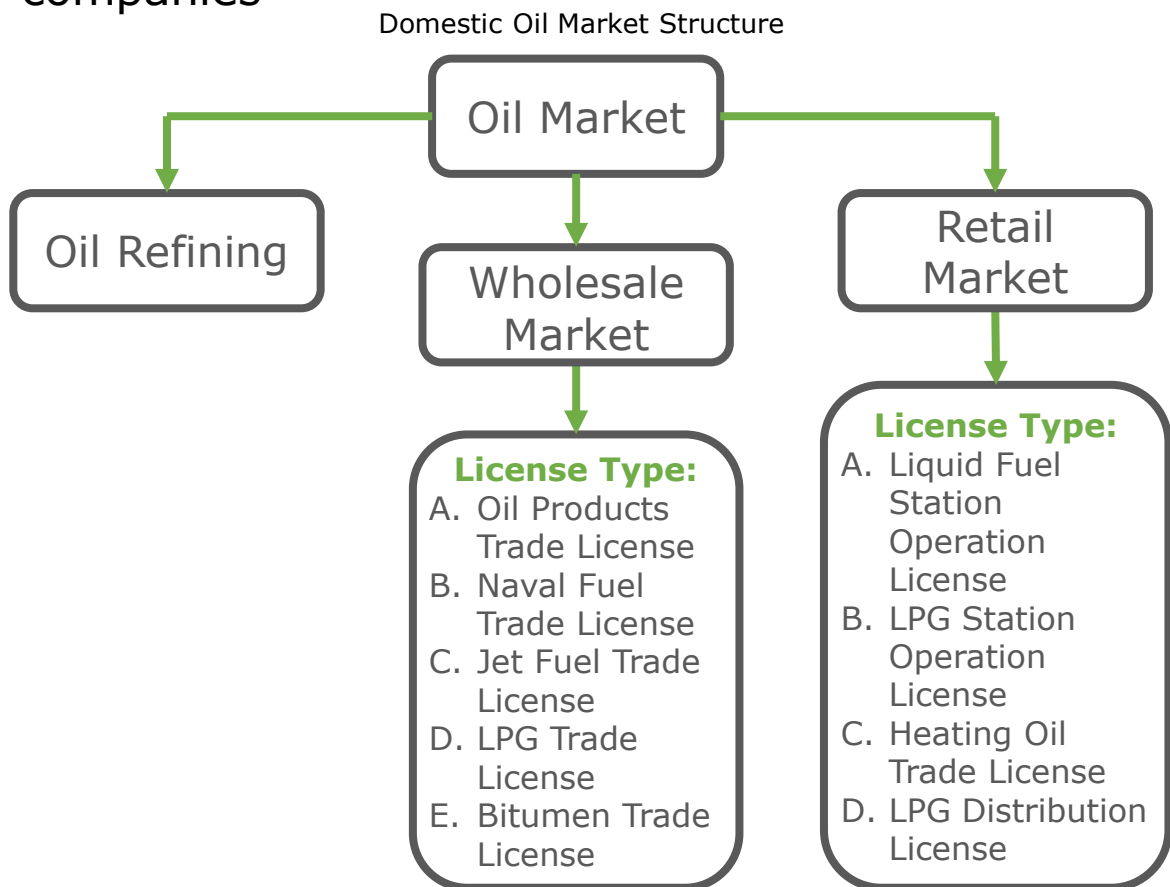 companies
Domestic Oil Market Structure
Oil Market
Oil Refining
Wholesale
Market
Retail
Market
License Type:
A. Oil Products
Trade License
B. Naval Fuel
Trade License
C. Jet Fuel Trade
License
D. LPG Trade
License
E. Bitumen Trade
License
License Type:
A. Liquid Fuel
Station
Operation
License
B. LPG Station
Operation
License
C. Heating Oil
Trade License
D. LPG Distribution
License